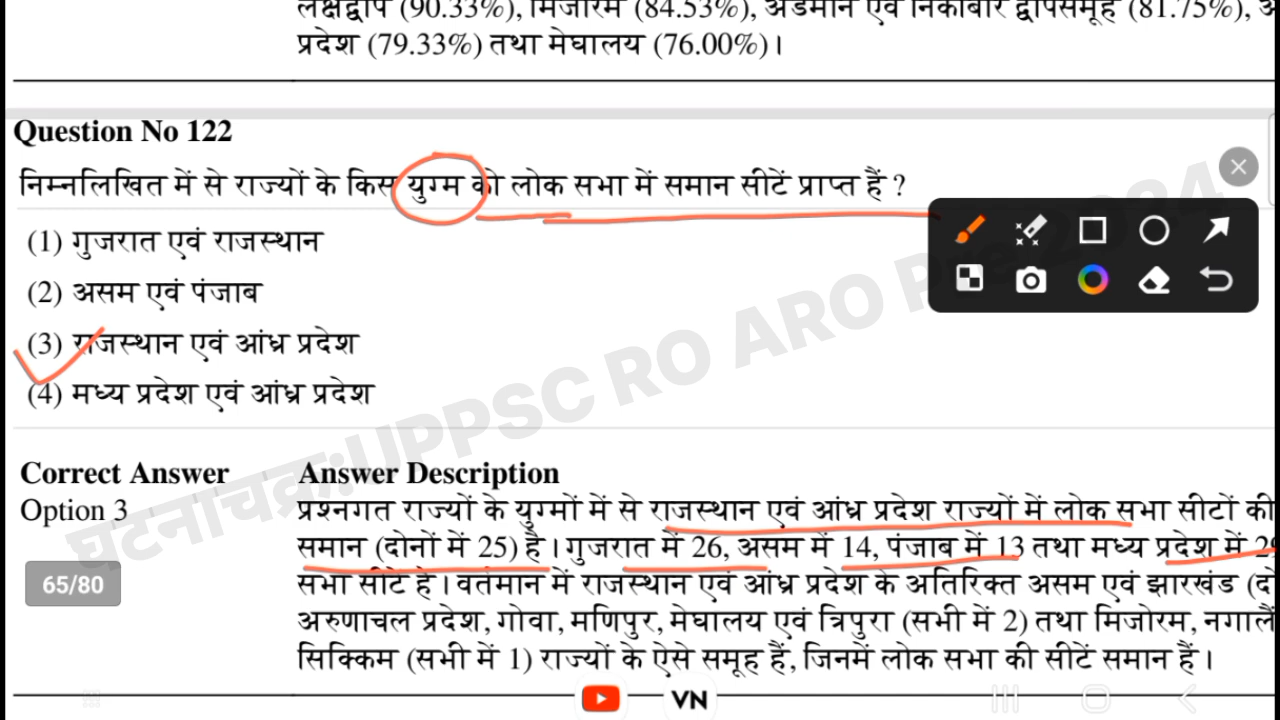 लक्षद्वीप (90.33%), मिजोरम (84.53%), अंडमान एवं निकोबार द्वीपसमूह (81.75%),
प्रदेश (79.33%) तथा मेघालय (76.00%)।
Question No 122
निम्नलिखित में से राज्यों के किस युग्म को लोक सभा में समान सीटें प्राप्त हैं ?
(1) गुजरात एवं राजस्थान
(2) असम एवं पंजाब
(3) राजस्थान एवं आंध्र प्रदेश
(4) मध्य प्रदेश एवं आंध्र प्रदेश
घटनाचक्र:UPPSC RO ARO Pre 2024
Correct Answer Answer Description
Option 3 प्रश्नगत राज्यों के युग्मों में से राजस्थान एवं आंध्र प्रदेश राज्यों में लोक सभा सीटों की
समान (दोनों में 25) है। गुजरात में 26, असम में 14, पंजाब में 13 तथा मध्य प्रदेश में
सभा सीटें हैं। वर्तमान में राजस्थान एवं आंध्र प्रदेश के अतिरिक्त असम एवं झारखंड
अरुणाचल प्रदेश, गोवा, मणिपुर, मेघालय एवं त्रिपुरा (सभी में 2) तथा मिजोरम,
सिक्किम (सभी में 1) राज्यों के ऐसे समूह हैं, जिनमें लोक सभा की सीटें समान हैं।
65/80
VN